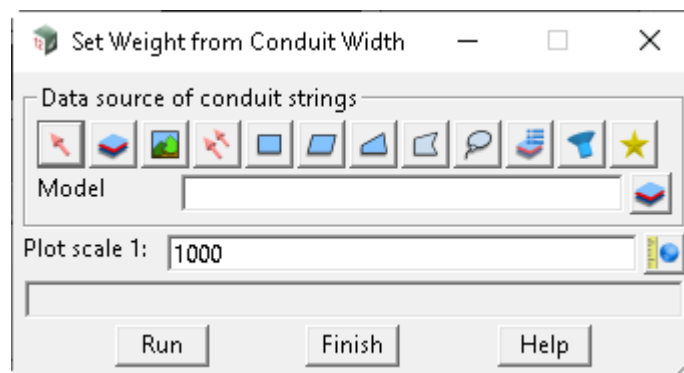 Set Weight from Conduit Width
Data source of conduit strings
Model
Plot scale 1: 1000
Run Finish Help